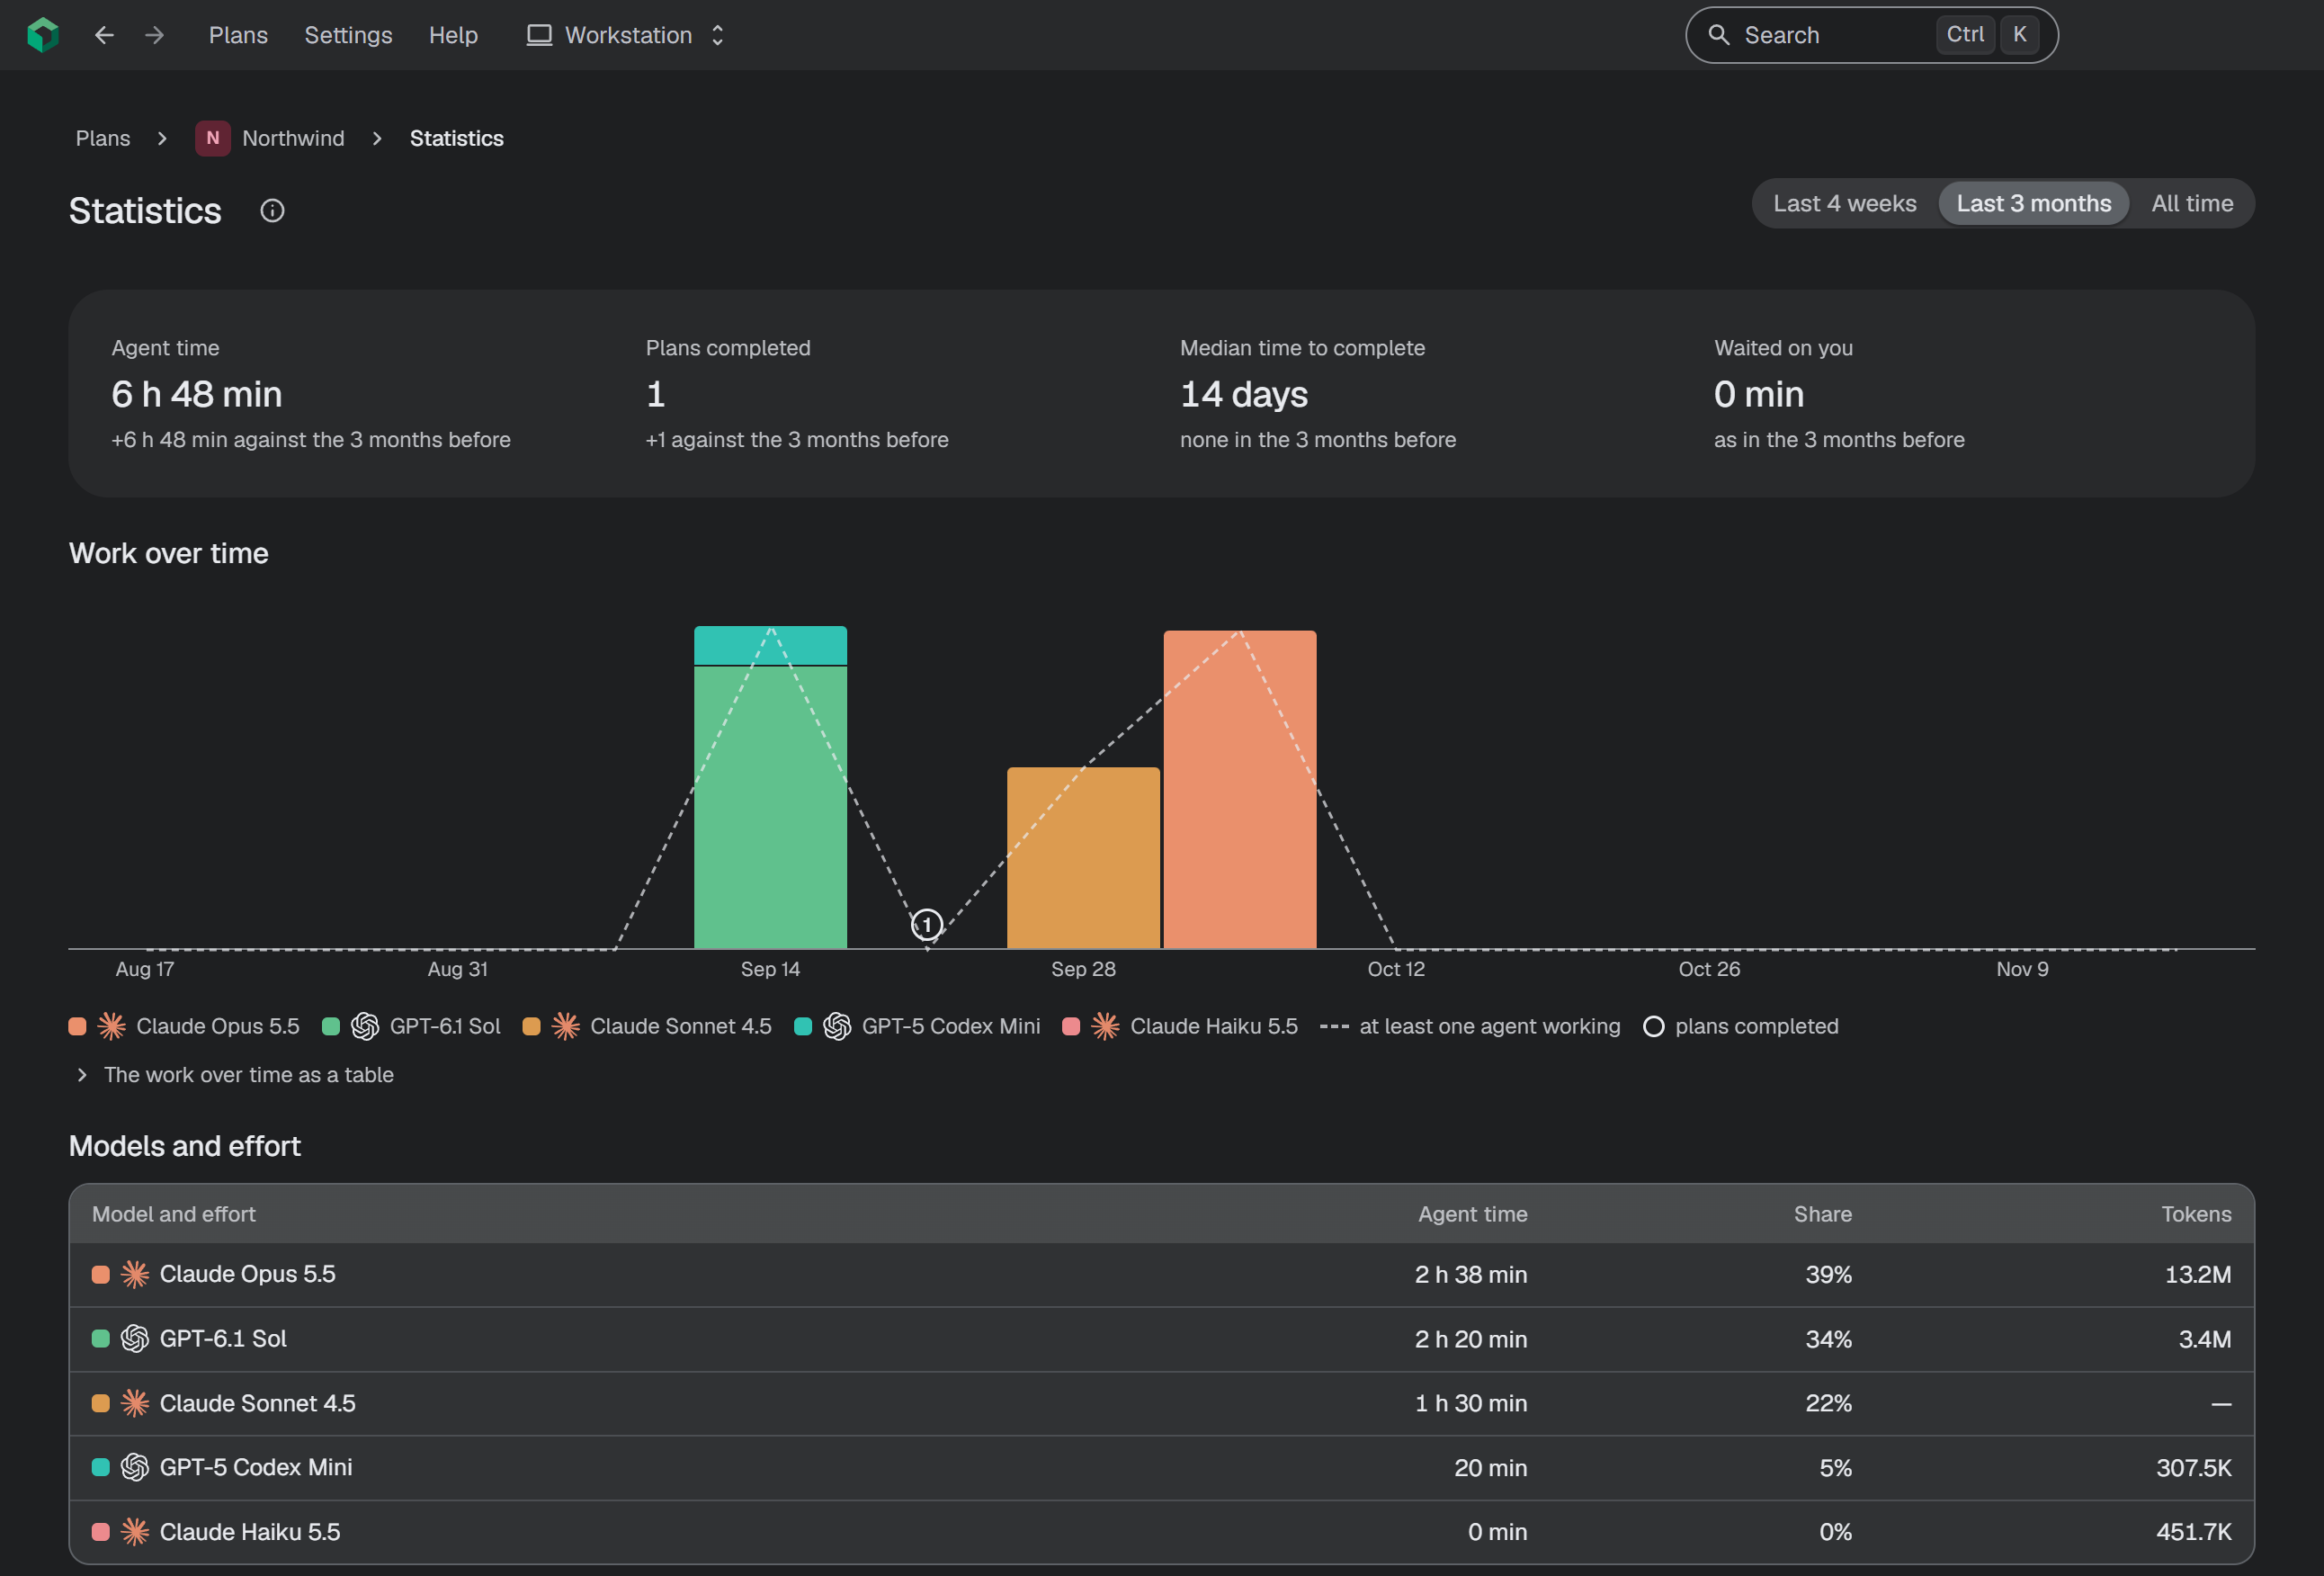 Plans Settings Help Workstation Search Ctrl K
Plans N Northwind Statistics
Statistics
Last 4 weeks Last 3 months All time
Agent time
6 h 48 min
+6 h 48 min against the 3 months before
Plans completed
1
+1 against the 3 months before
Median time to complete
14 days
none in the 3 months before
Waited on you
0 min
as in the 3 months before
Work over time
1
Aug 17 Aug 31 Sep 14 Sep 28 Oct 12 Oct 26 Nov 9
Claude Opus 5.5 GPT-6.1 Sol Claude Sonnet 4.5 GPT-5 Codex Mini Claude Haiku 5.5 at least one agent working plans completed
The work over time as a table
Models and effort
Model and effort Agent time Share Tokens
Claude Opus 5.5 2 h 38 min 39% 13.2M
GPT-6.1 Sol 2 h 20 min 34% 3.4M
Claude Sonnet 4.5 1 h 30 min 22% —
GPT-5 Codex Mini 20 min 5% 307.5K
Claude Haiku 5.5 0 min 0% 451.7K